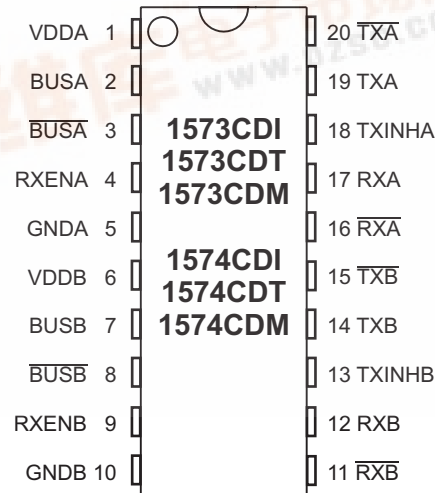 VDDA 1
BUSA 2
BUSA 3
RXENA 4
GNDA 5
VDDB 6
BUSB 7
BUSB 8
RXENB 9
GNDB 10
1573CDI
1573CDT
1573CDM
1574CDI
1574CDT
1574CDM
20 TXA
19 TXA
18 TXINHA
17 RXA
16 RXA
15 TXB
14 TXB
13 TXINHB
12 RXB
11 RXB